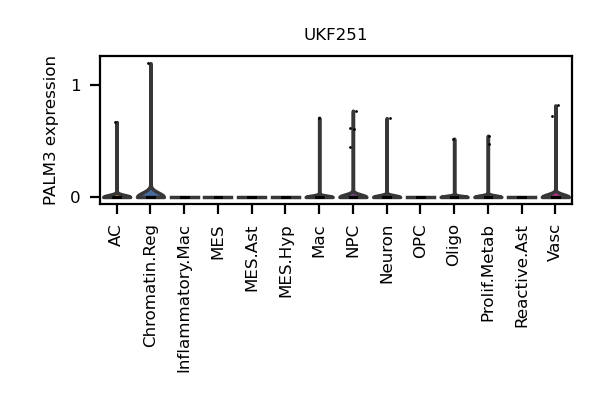 UKF251
PALM3 expression
1
0
AC
Chromatin.Reg
Inflammatory.Mac
MES
MES.Ast
MES.Hyp
Mac
NPC
Neuron
OPC
Oligo
Prolif.Metab
Reactive.Ast
Vasc